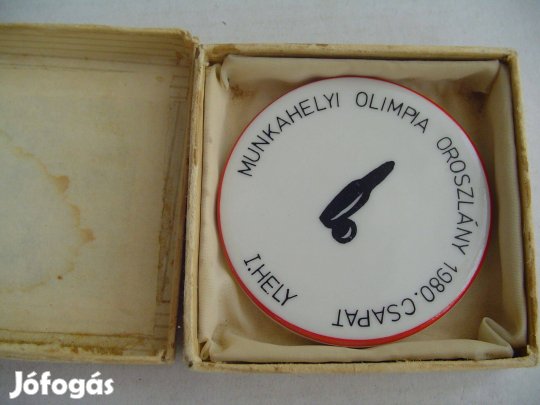 MUNKAHELYI OLIMPIA OROSZLÁNY 1980. CSAPAT
I. HELY
Jófogás